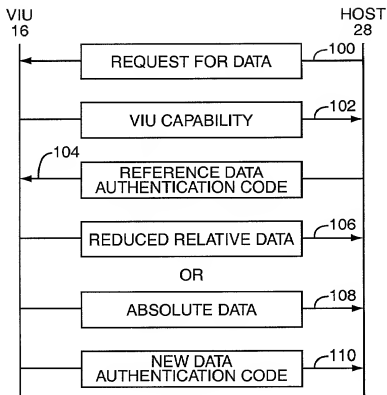 VIU
16
HOST
28
REQUEST FOR DATA
100
VIU CAPABILITY
102
104
REFERENCE DATA
AUTHENTICATION CODE
REDUCED RELATIVE DATA
106
OR
ABSOLUTE DATA
108
NEW DATA
AUTHENTICATION CODE
110